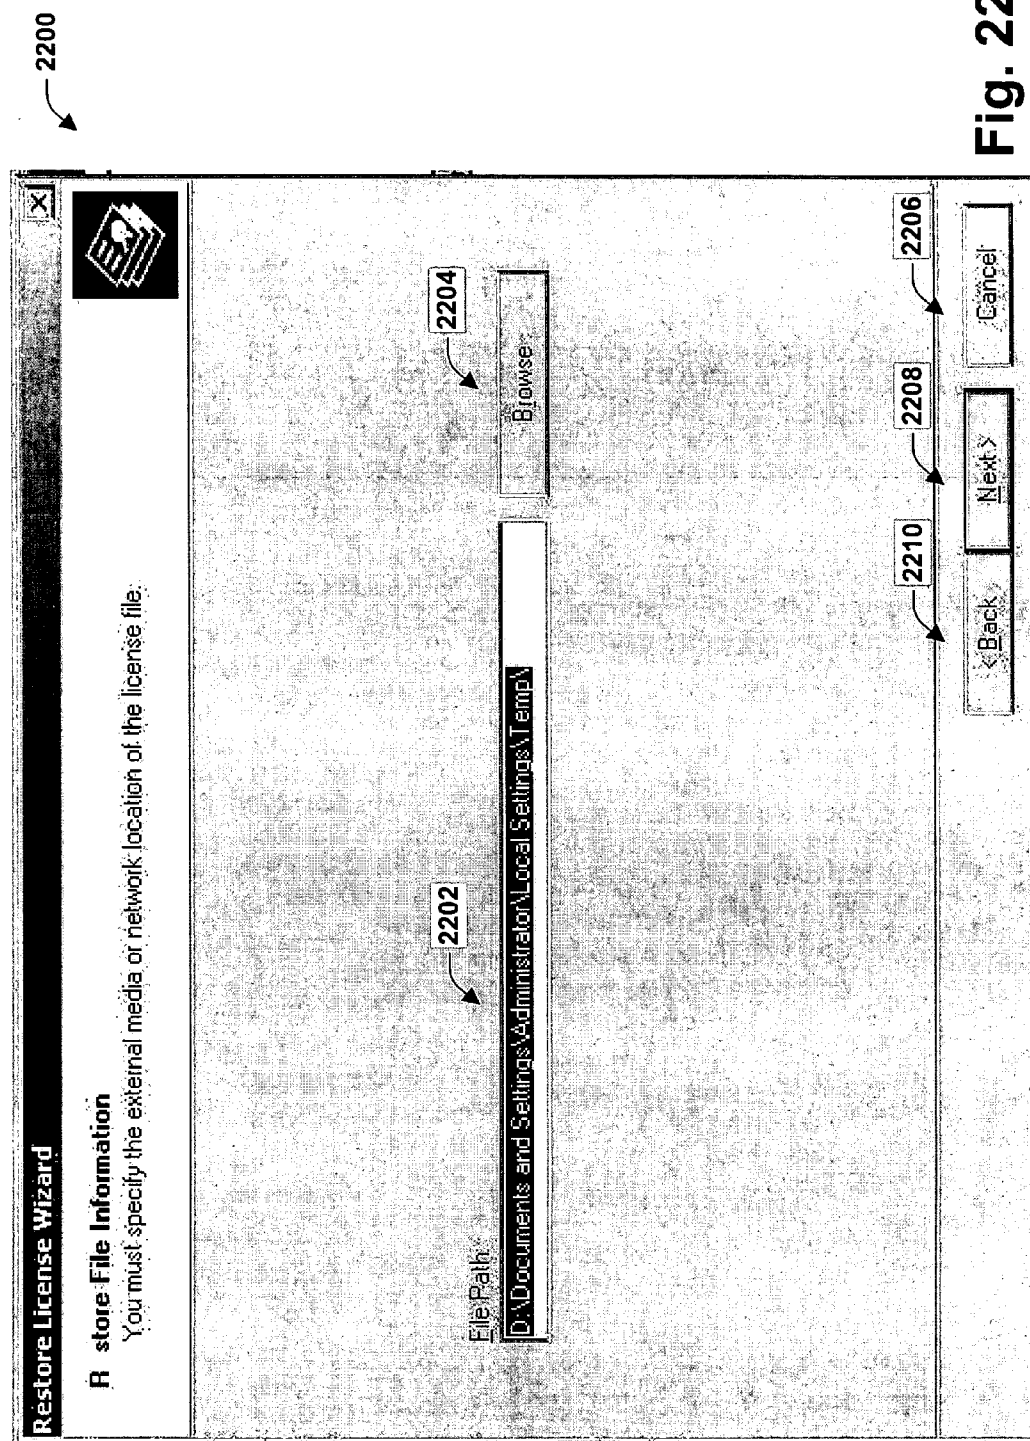 2200
Restore License Wizard
R store File Information
You must specify the external media or network location of the license file.
2202
2204
File Path:
D:\Documents and Settings\Administrator\Local Settings\Temp\
Browse
2210
2208
2206
< Back
Next >
Cancel
Fig. 22